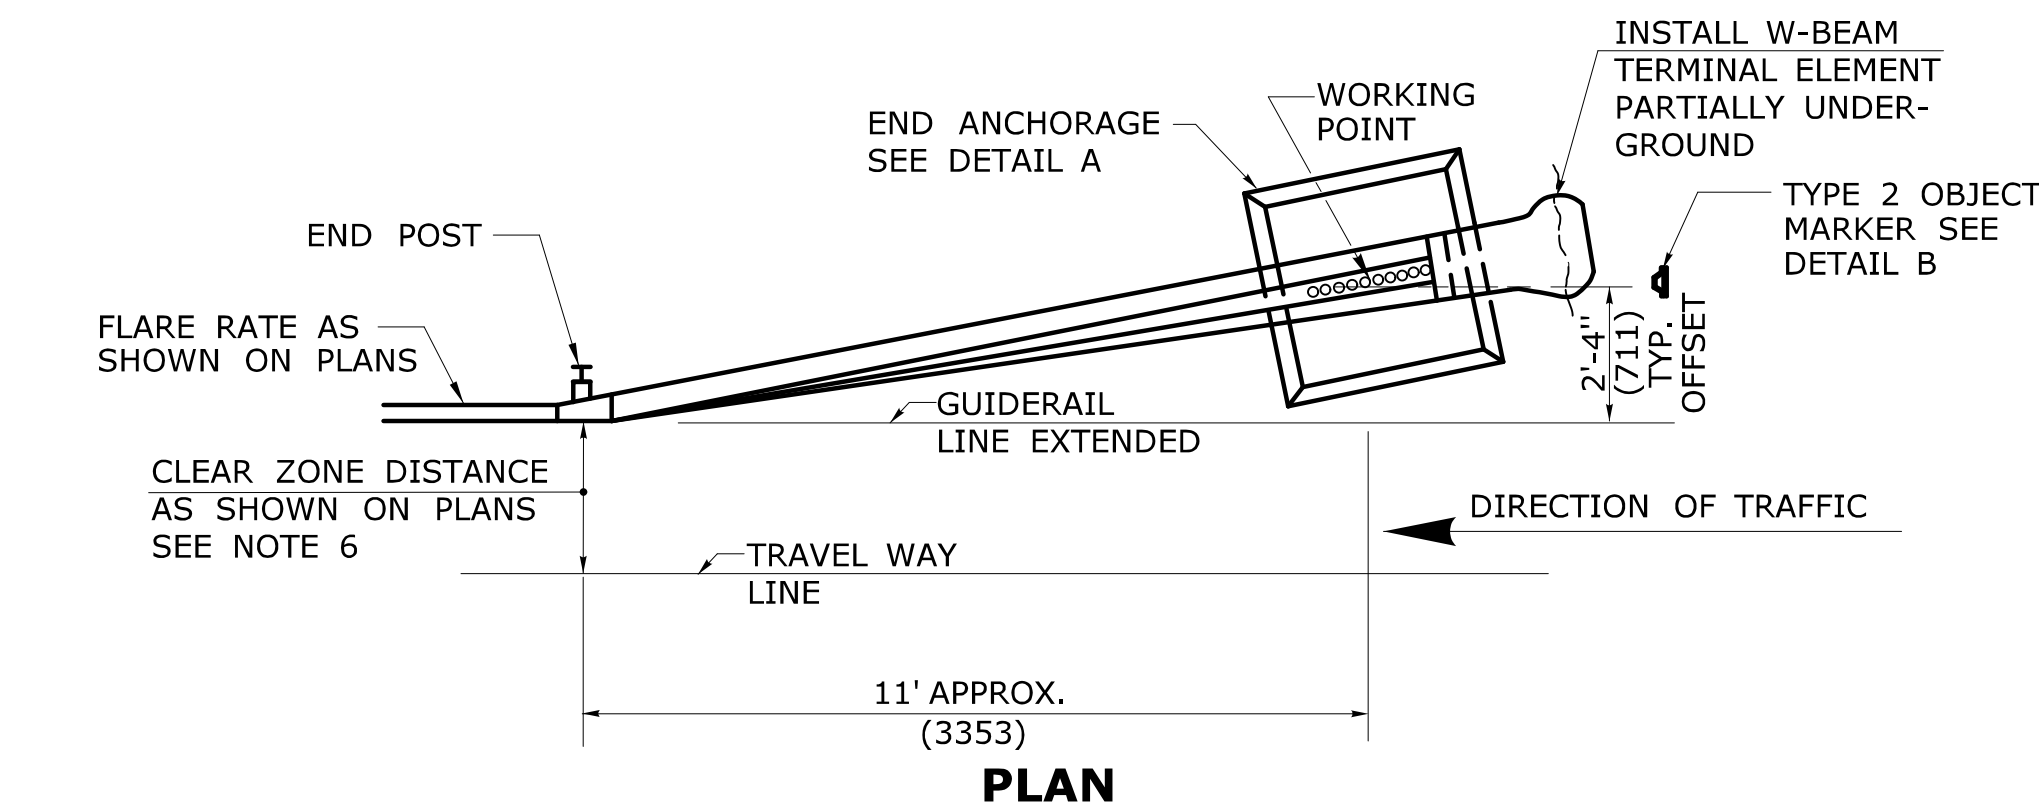 INSTALL W-BEAM
TERMINAL ELEMENT
PARTIALLY UNDER-
GROUND
WORKING
POINT
END ANCHORAGE
SEE DETAIL A
TYPE 2 OBJECT
MARKER SEE
DETAIL B
END POST
FLARE RATE AS
SHOWN ON PLANS
2'-4"
(711)
TYP.
OFFSET
GUIDERAIL
LINE EXTENDED
CLEAR ZONE DISTANCE
AS SHOWN ON PLANS
SEE NOTE 6
DIRECTION OF TRAFFIC
TRAVEL WAY
LINE
11' APPROX.
(3353)
PLAN